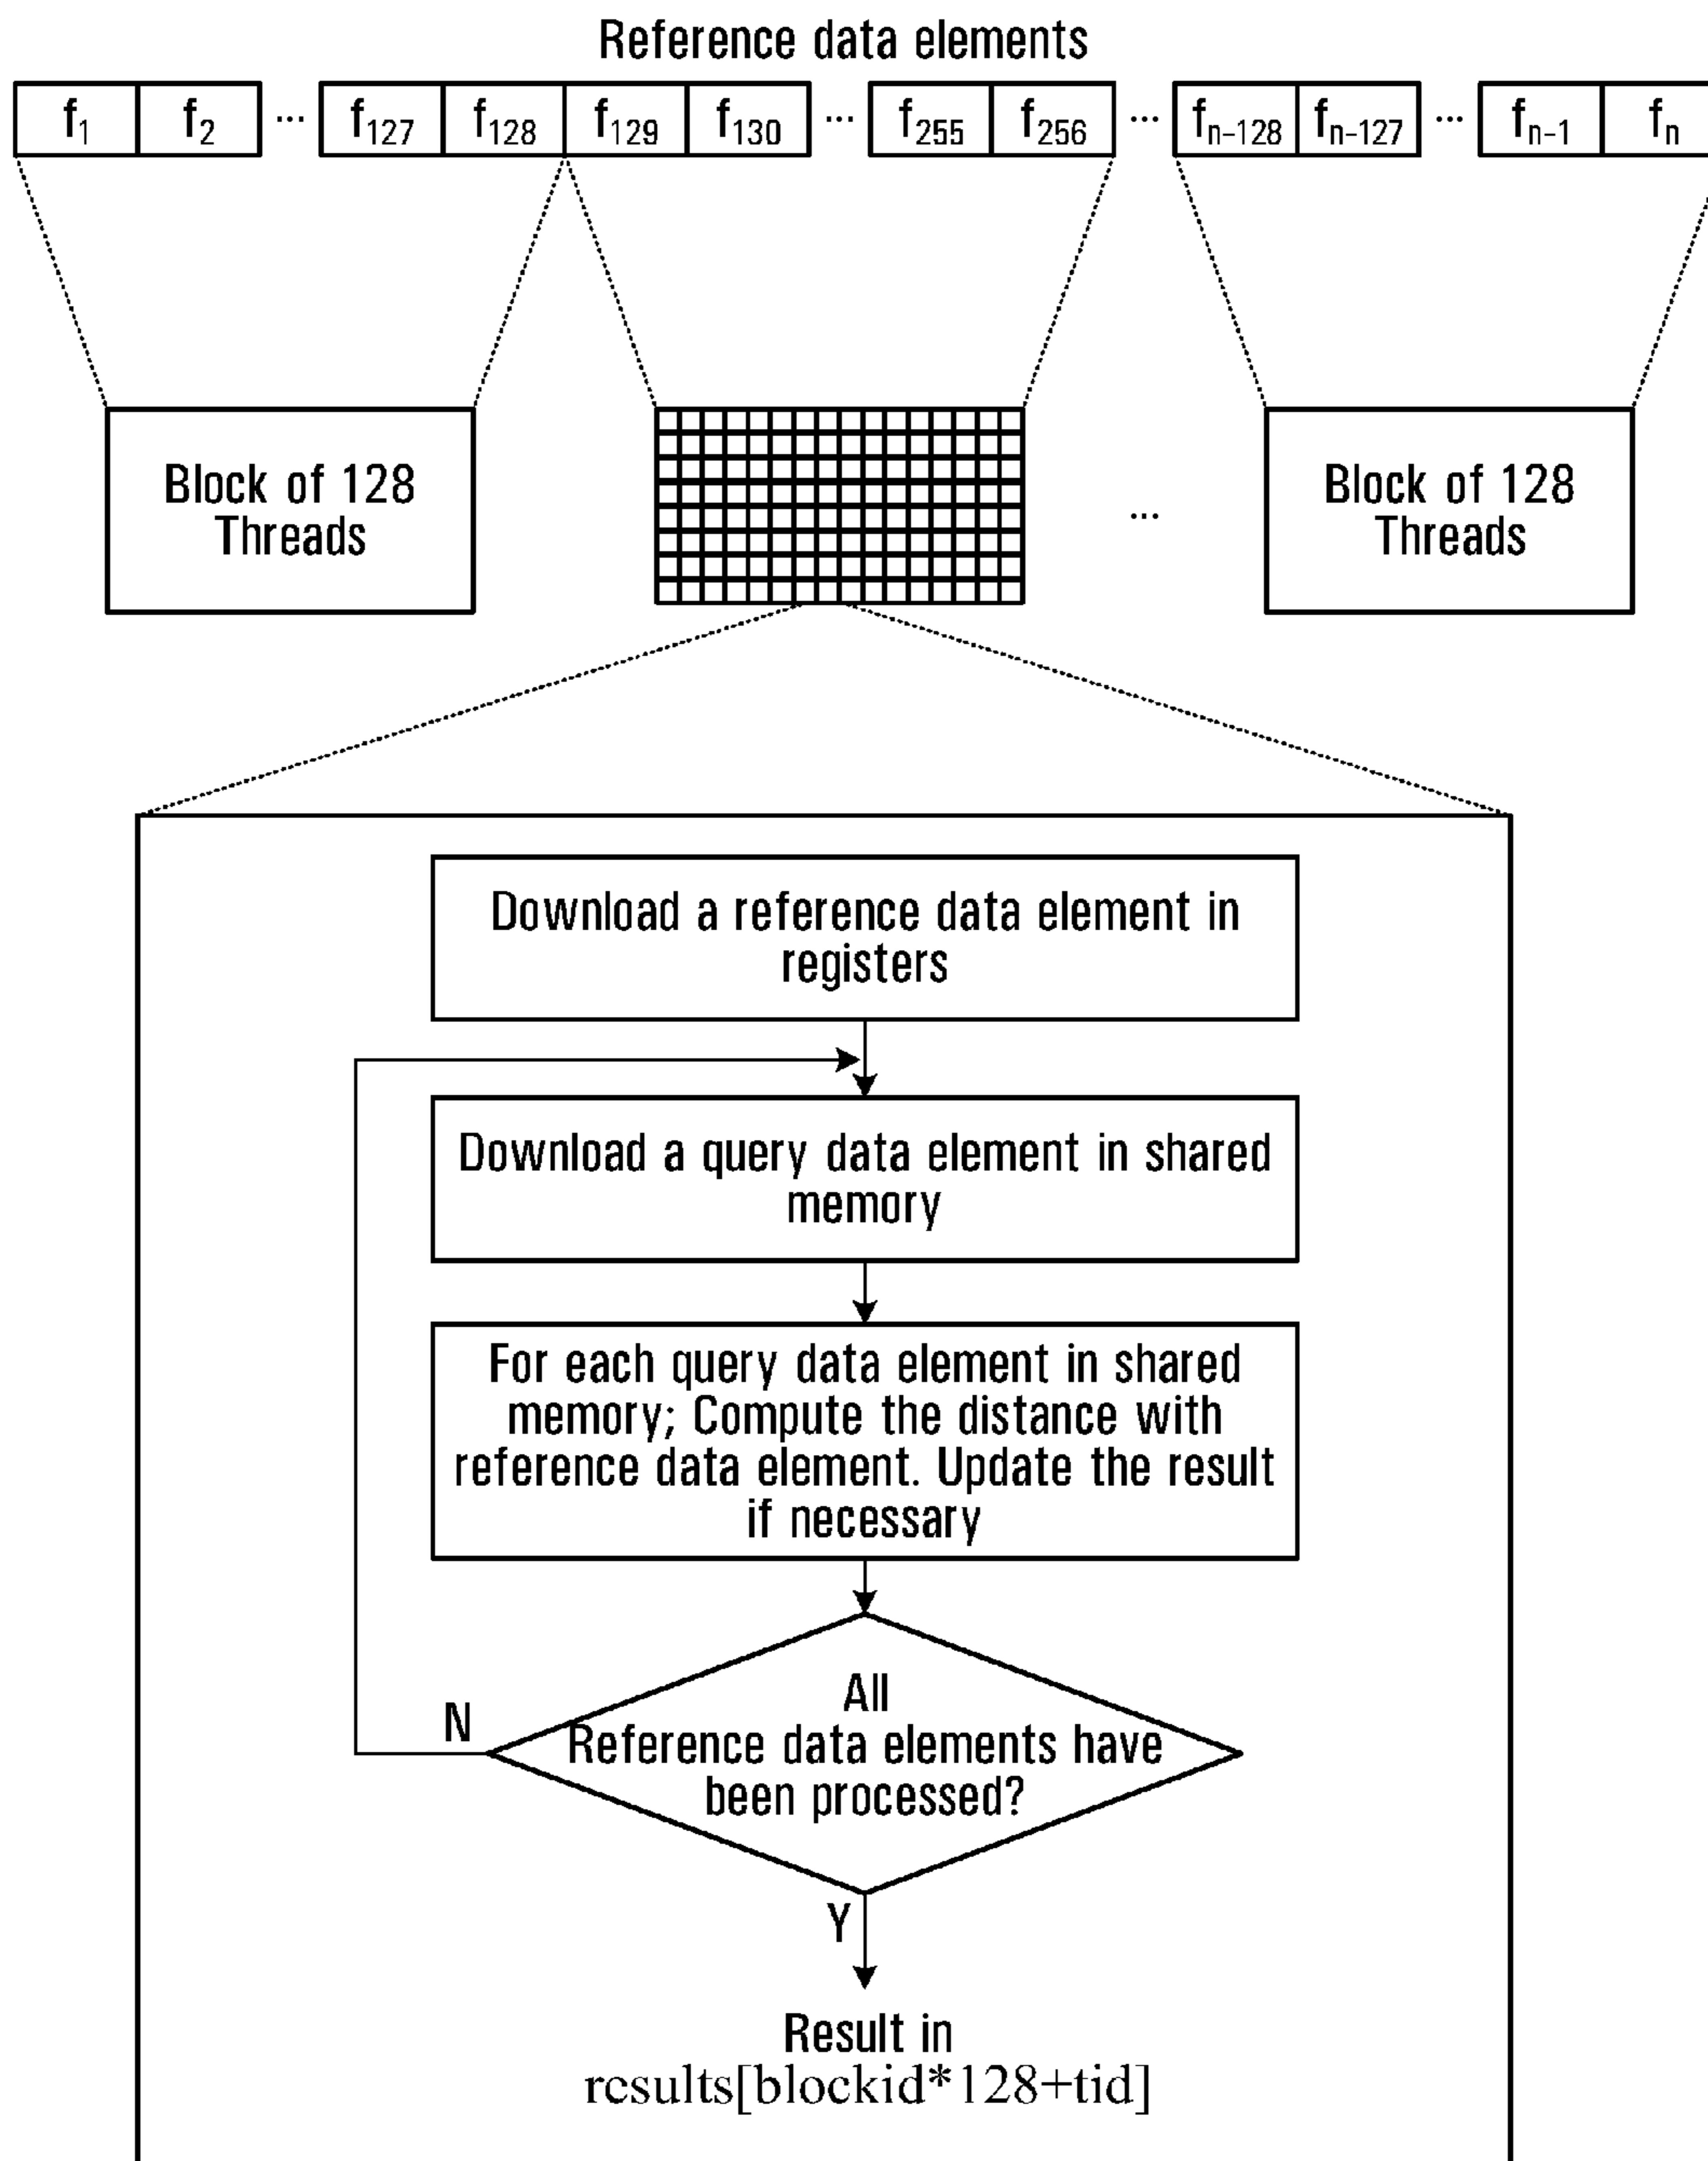 Reference data elements
f1 f2 ... f127 f128 f129 f130 ... f255 f256 ... fn-128 fn-127 ... fn-1 fn
Block of 128
Threads
...
Block of 128
Threads
Download a reference data element in
registers
Download a query data element in shared
memory
For each query data element in shared
memory; Compute the distance with
reference data element. Update the result
if necessary
All
N
Reference data elements have
been processed?
Y
Result in
results[blockid*128+tid]